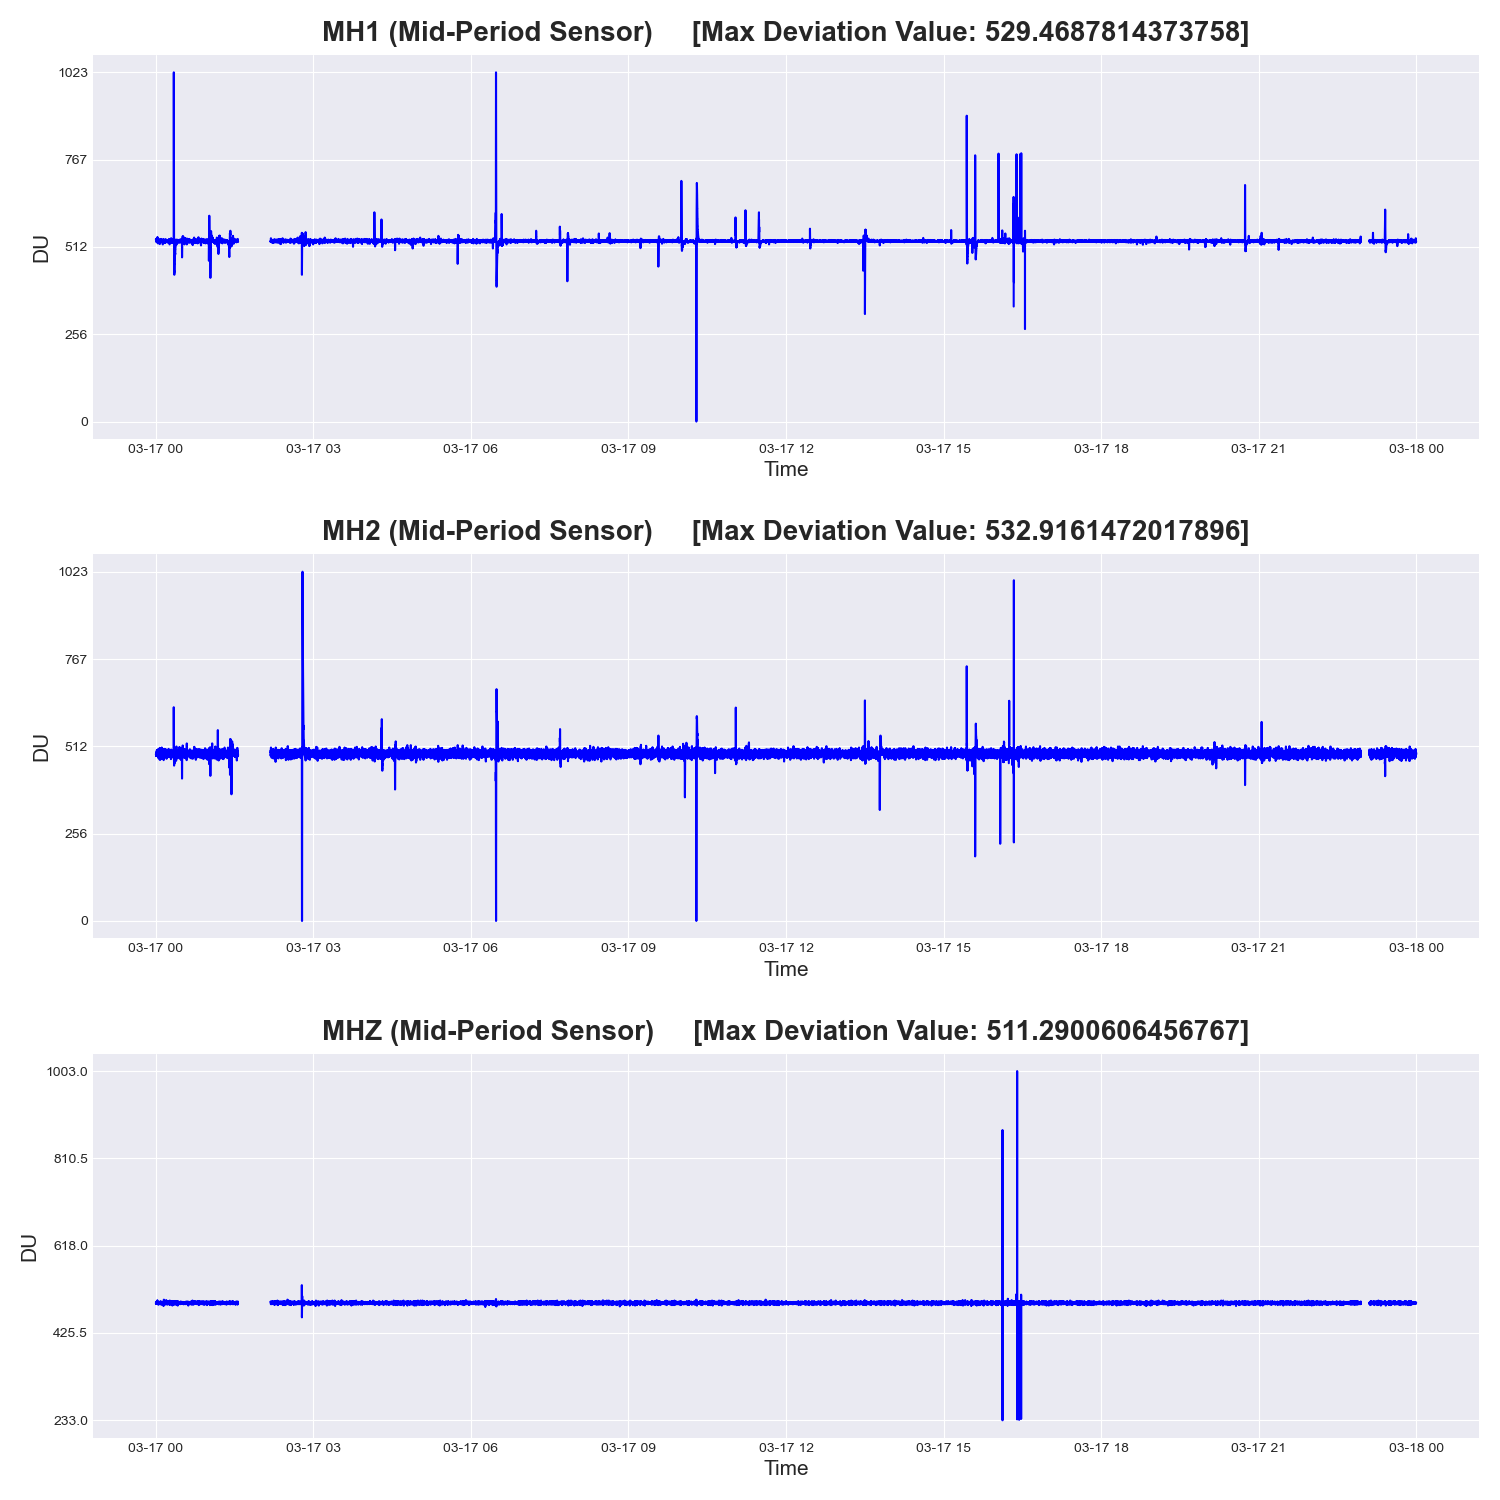 MH1 (Mid-Period Sensor) [Max Deviation Value: 529.4687814373758]
1023
767
512
256
0
DU
03-17 00 03-17 03 03-17 06 03-17 09 03-17 12 03-17 15 03-17 18 03-17 21 03-18 00
Time
MH2 (Mid-Period Sensor) [Max Deviation Value: 532.9161472017896]
1023
767
512
256
0
DU
03-17 00 03-17 03 03-17 06 03-17 09 03-17 12 03-17 15 03-17 18 03-17 21 03-18 00
Time
MHZ (Mid-Period Sensor) [Max Deviation Value: 511.2900606456767]
1003.0
810.5
618.0
425.5
233.0
DU
03-17 00 03-17 03 03-17 06 03-17 09 03-17 12 03-17 15 03-17 18 03-17 21 03-18 00
Time